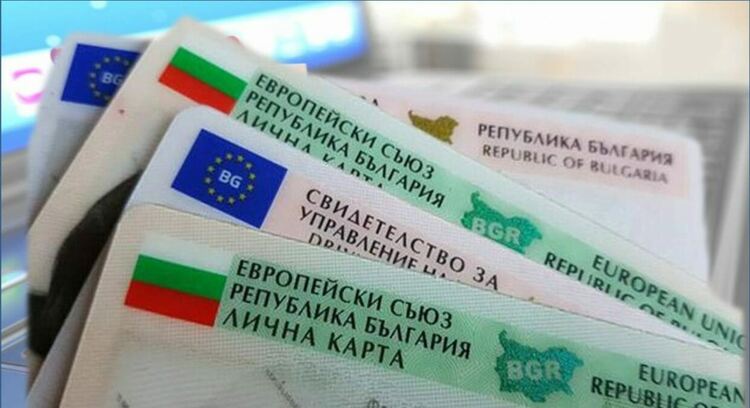 BG
ЕВРОПЕЙСКИ СЪЮЗ
РЕПУБЛИКА БЪЛГАРИЯ
ЛИЧНА КАРТА
BGR
EUROPEAN
РЕПУБЛИКА БЪЛГАРИЯ
REPUBLIC OF BULGARIA
BG
СВИДЕТЕЛСТВО ЗА
УПРАВЛЕНИЕ НА
ЕВРОПЕЙСКИ СЪЮЗ
РЕПУБЛИКА БЪЛГАРИЯ
ЛИЧНА КАРТА
BGR
EUROPEAN
REPUBLIC OF